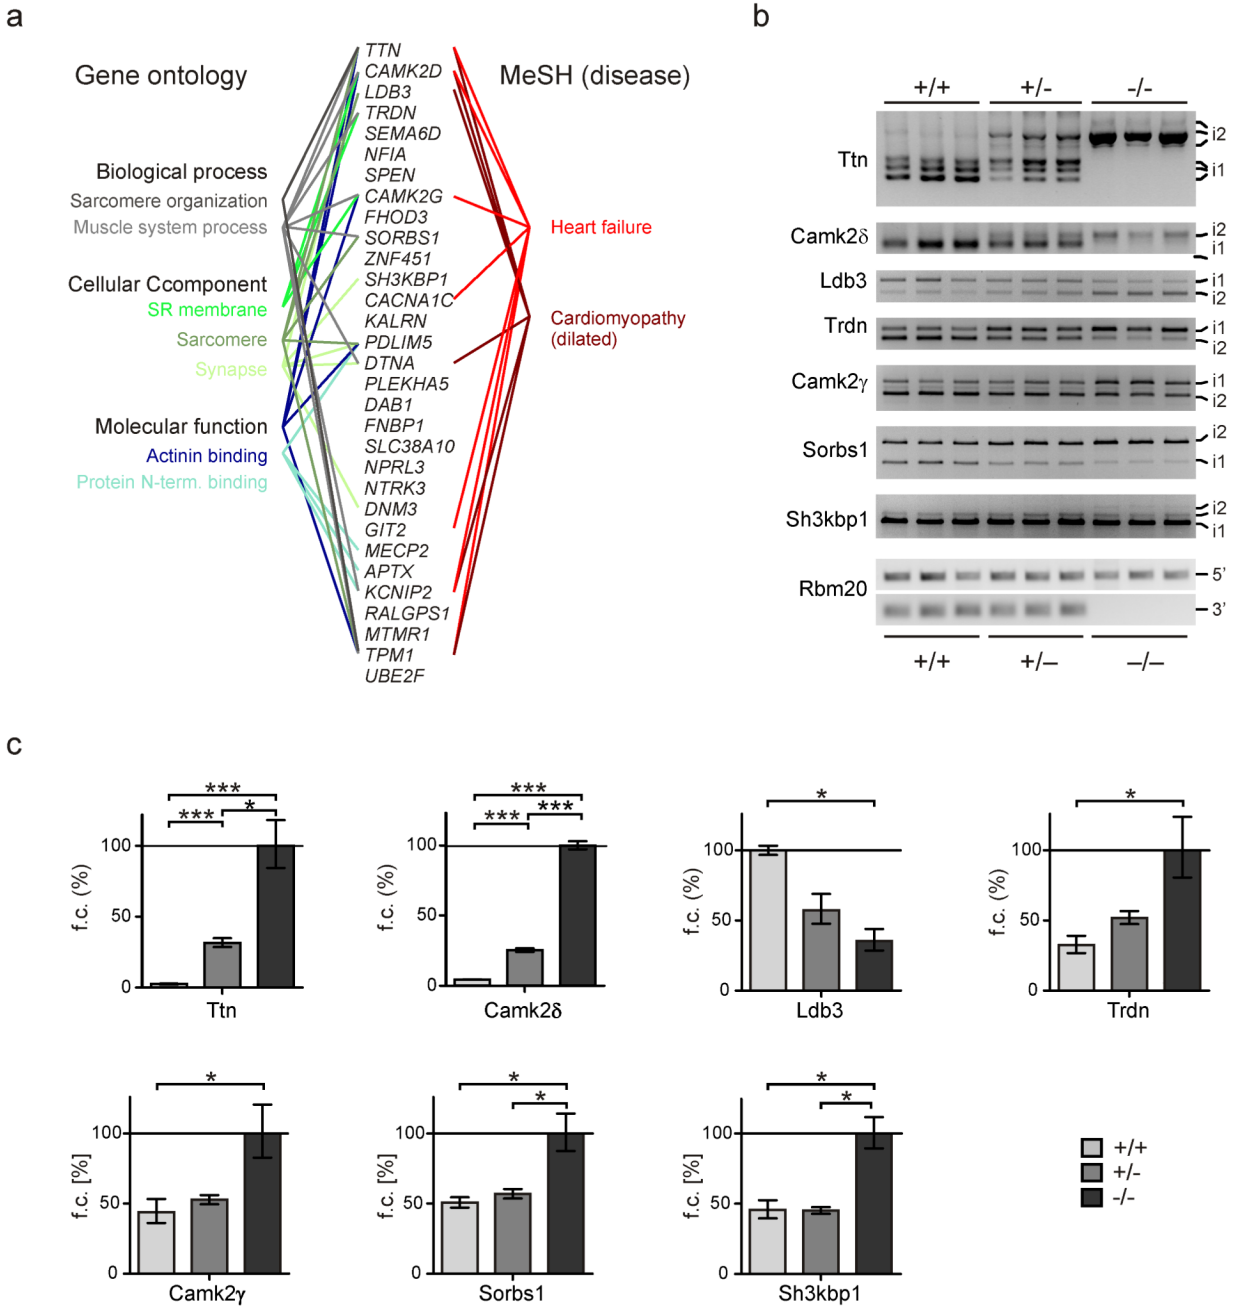 a
Gene ontology
MeSH (disease)
TTN
CAMK2D
LDB3
TRDN
SEMA6D
NFIA
SPEN
CAMK2G
FHOD3
SORBS1
ZNF451
SH3KBP1
CACNA1C
KALRN
PDLIM5
DTNA
PLEKHA5
DAB1
FNBP1
SLC38A10
NPRL3
NTRK3
DNM3
GIT2
MECP2
APTX
KCNIP2
RALGPS1
MTMR1
TPM1
UBE2F
Biological process
Sarcomere organization
Muscle system process
Cellular Ccomponent
SR membrane
Sarcomere
Synapse
Molecular function
Actinin binding
Protein N-term. binding
Heart failure
Cardiomyopathy
(dilated)
b
+/+ +/- -/-
Ttn i2 i1
Camk2δ i2 i1
Ldb3 i1 i2
Trdn i1 i2
Camk2γ i1 i2
Sorbs1 i2 i1
Sh3kbp1 i2 i1
Rbm20 5' 3'
+/+ +/– –/–
c
*** *** *
f.c. (%)
100
50
0
Ttn
*** *** ***
f.c. (%)
100
50
0
Camk2δ
*
f.c. (%)
100
50
0
Ldb3
*
f.c. (%)
100
50
0
Trdn
*
f.c. [%]
100
50
0
Camk2γ
* *
f.c. [%]
100
50
0
Sorbs1
* *
f.c. [%]
100
50
0
Sh3kbp1
+/+
+/-
-/-